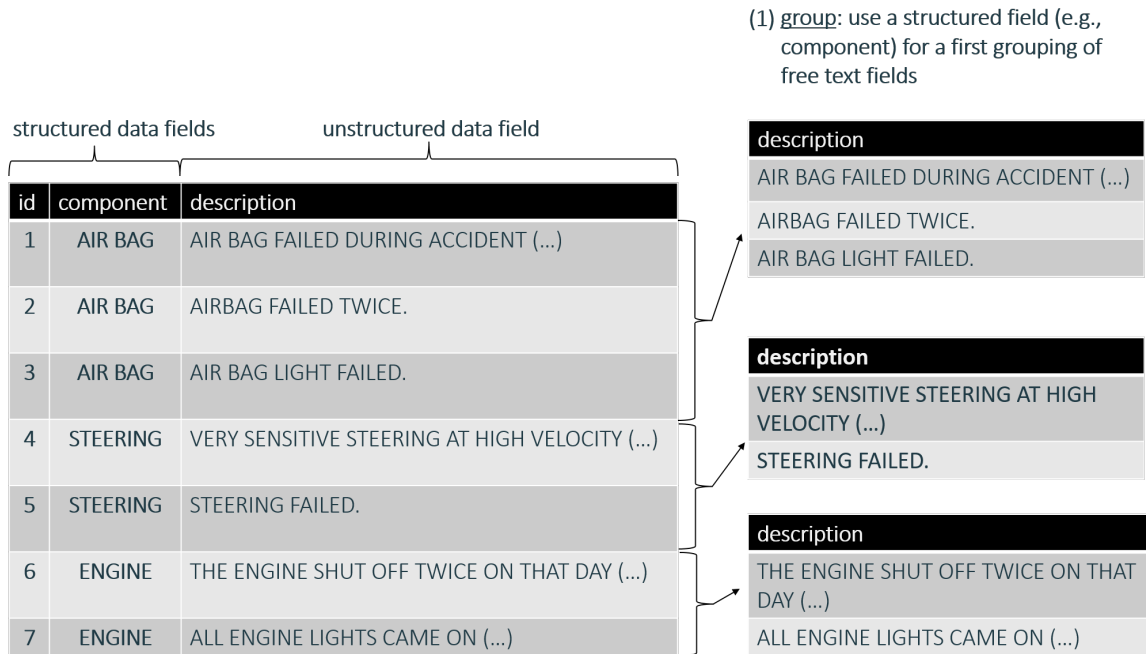 (1) group: use a structured field (e.g.,
component) for a first grouping of
free text fields
structured data fields
unstructured data field
id component description
1 AIR BAG AIR BAG FAILED DURING ACCIDENT (...)
2 AIR BAG AIRBAG FAILED TWICE.
3 AIR BAG AIR BAG LIGHT FAILED.
4 STEERING VERY SENSITIVE STEERING AT HIGH VELOCITY (...)
5 STEERING STEERING FAILED.
6 ENGINE THE ENGINE SHUT OFF TWICE ON THAT DAY (...)
7 ENGINE ALL ENGINE LIGHTS CAME ON (...)
description
AIR BAG FAILED DURING ACCIDENT (...)
AIRBAG FAILED TWICE.
AIR BAG LIGHT FAILED.
description
VERY SENSITIVE STEERING AT HIGH
VELOCITY (...)
STEERING FAILED.
description
THE ENGINE SHUT OFF TWICE ON THAT
DAY (...)
ALL ENGINE LIGHTS CAME ON (...)